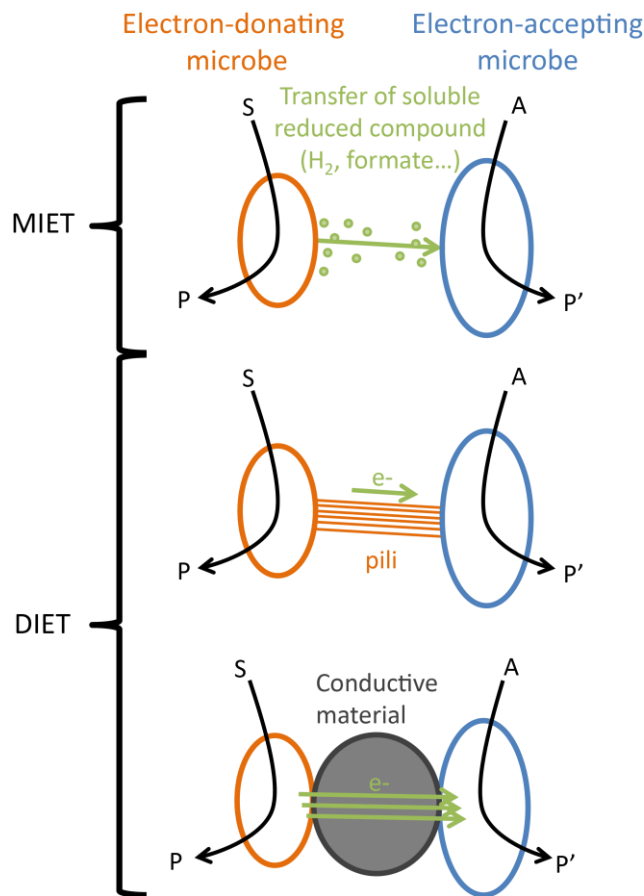 Electron-donating
microbe
Electron-accepting
microbe
MIET
S
Transfer of soluble
reduced compound
(H₂, formate...)
A
P
P'
DIET
S
A
e-
pili
P
P'
S
Conductive
material
A
e-
P
P'